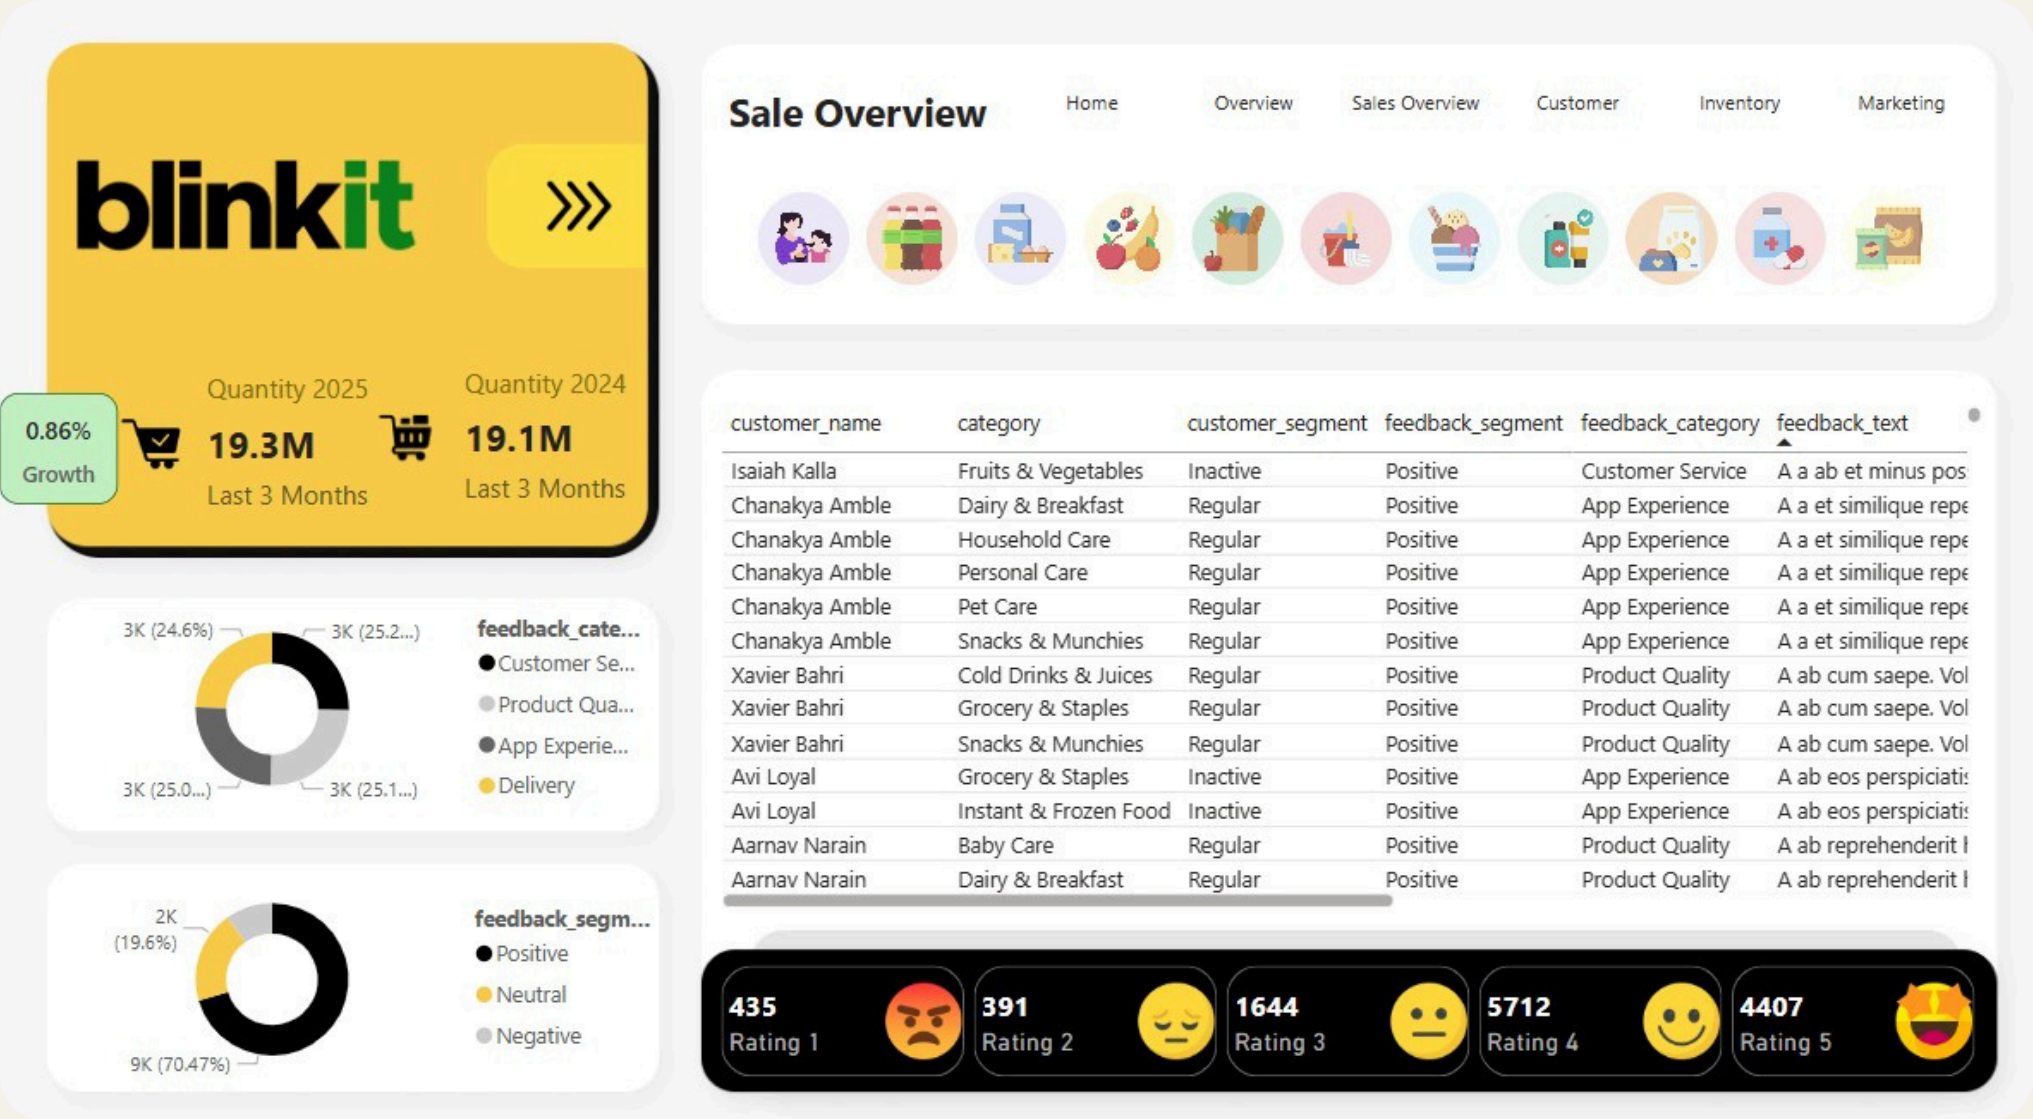 blinkit
Quantity 2025
19.3M
Last 3 Months
Quantity 2024
19.1M
Last 3 Months
0.86%
Growth
Sale Overview
Home Overview Sales Overview Customer Inventory Marketing
3K (24.6%)
3K (25.2...)
3K (25.0...)
3K (25.1...)
feedback_cate...
Customer Se...
Product Qua...
App Experie...
Delivery
2K
(19.6%)
9K (70.47%)
feedback_segm...
Positive
Neutral
Negative
customer_name category customer_segment feedback_segment feedback_category feedback_text
Isaiah Kalla Fruits & Vegetables Inactive Positive Customer Service A a ab et minus pos
Chanakya Amble Dairy & Breakfast Regular Positive App Experience A a et similique repe
Chanakya Amble Household Care Regular Positive App Experience A a et similique repe
Chanakya Amble Personal Care Regular Positive App Experience A a et similique repe
Chanakya Amble Pet Care Regular Positive App Experience A a et similique repe
Chanakya Amble Snacks & Munchies Regular Positive App Experience A a et similique repe
Xavier Bahri Cold Drinks & Juices Regular Positive Product Quality A ab cum saepe. Vol
Xavier Bahri Grocery & Staples Regular Positive Product Quality A ab cum saepe. Vol
Xavier Bahri Snacks & Munchies Regular Positive Product Quality A ab cum saepe. Vol
Avi Loyal Grocery & Staples Inactive Positive App Experience A ab eos perspiciatis
Avi Loyal Instant & Frozen Food Inactive Positive App Experience A ab eos perspiciatis
Aarnav Narain Baby Care Regular Positive Product Quality A ab reprehenderit
Aarnav Narain Dairy & Breakfast Regular Positive Product Quality A ab reprehenderit
435
Rating 1
391
Rating 2
1644
Rating 3
5712
Rating 4
4407
Rating 5